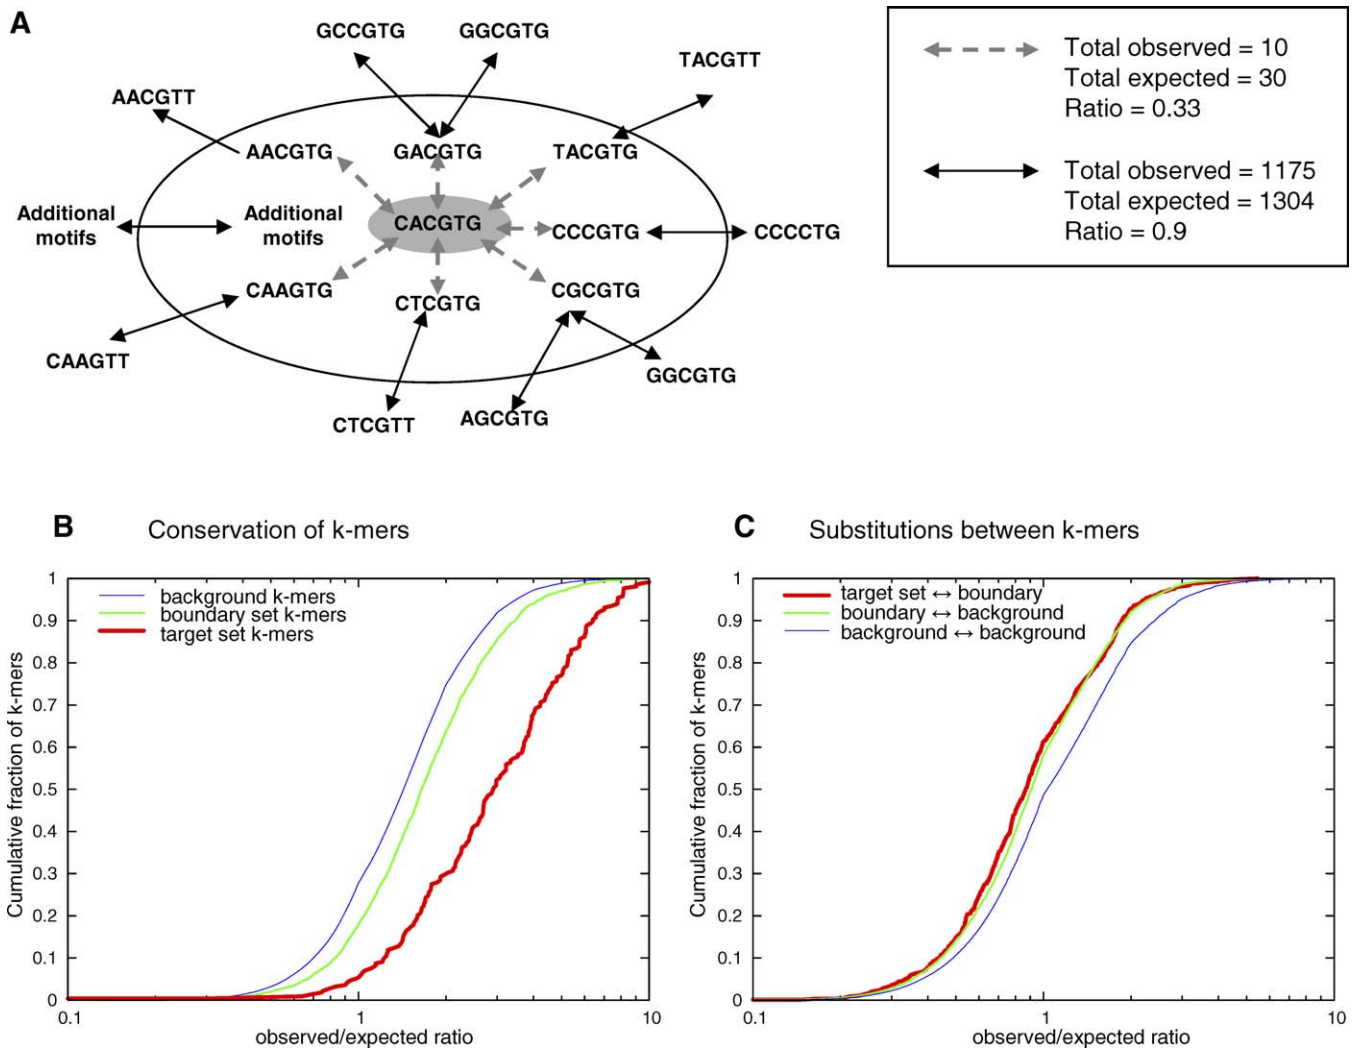 A
GCCGTG
GGCGTG
TACGTT
AACGTT
AACGTG
GACGTG
TACGTG
Additional
motifs
Additional
motifs
CACGTG
CCCGTG
CCCCTG
CAAGTG
CTCGTG
CGCGTG
CAAGTT
GGCGTG
CTCGTT
AGCGTG
Total observed = 10
Total expected = 30
Ratio = 0.33
Total observed = 1175
Total expected = 1304
Ratio = 0.9
B
Conservation of k-mers
background k-mers
boundary set k-mers
target set k-mers
Cumulative fraction of k-mers
1
0.9
0.8
0.7
0.6
0.5
0.4
0.3
0.2
0.1
0
0.1
1
10
observed/expected ratio
C
Substitutions between k-mers
target set ↔ boundary
boundary ↔ background
background ↔ background
Cumulative fraction of k-mers
1
0.9
0.8
0.7
0.6
0.5
0.4
0.3
0.2
0.1
0
0.1
1
10
observed/expected ratio